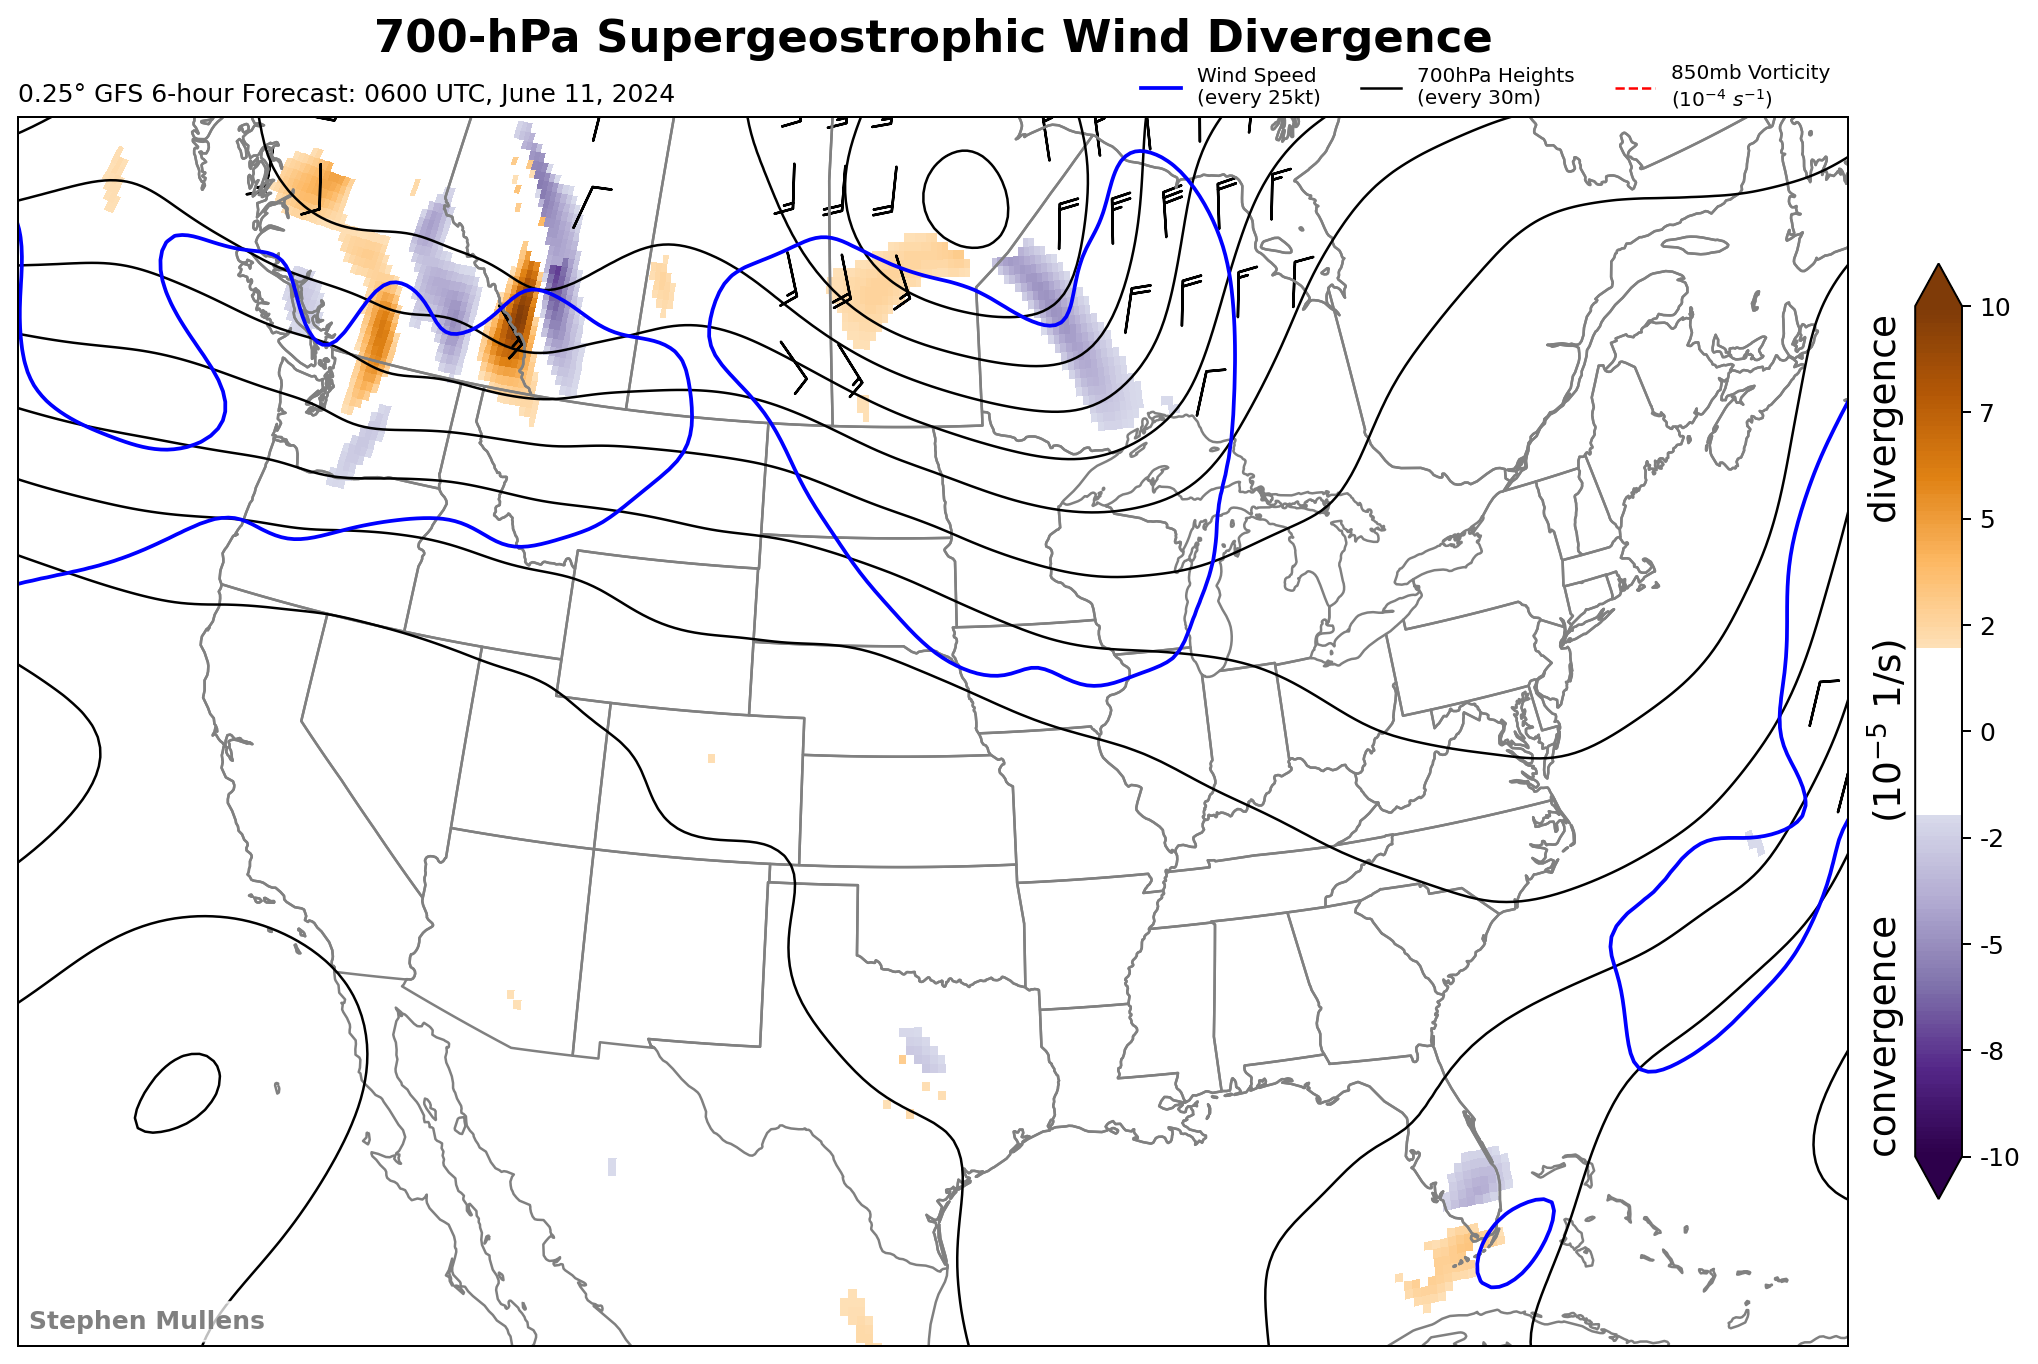 700-hPa Supergeostrophic Wind Divergence
0.25° GFS 6-hour Forecast: 0600 UTC, June 11, 2024
Wind Speed
(every 25kt)
700hPa Heights
(every 30m)
850mb Vorticity
(10⁻⁴ s⁻¹)
10
7
5
2
0
-2
-5
-8
-10
convergence (10⁻⁵ 1/s) divergence
Stephen Mullens